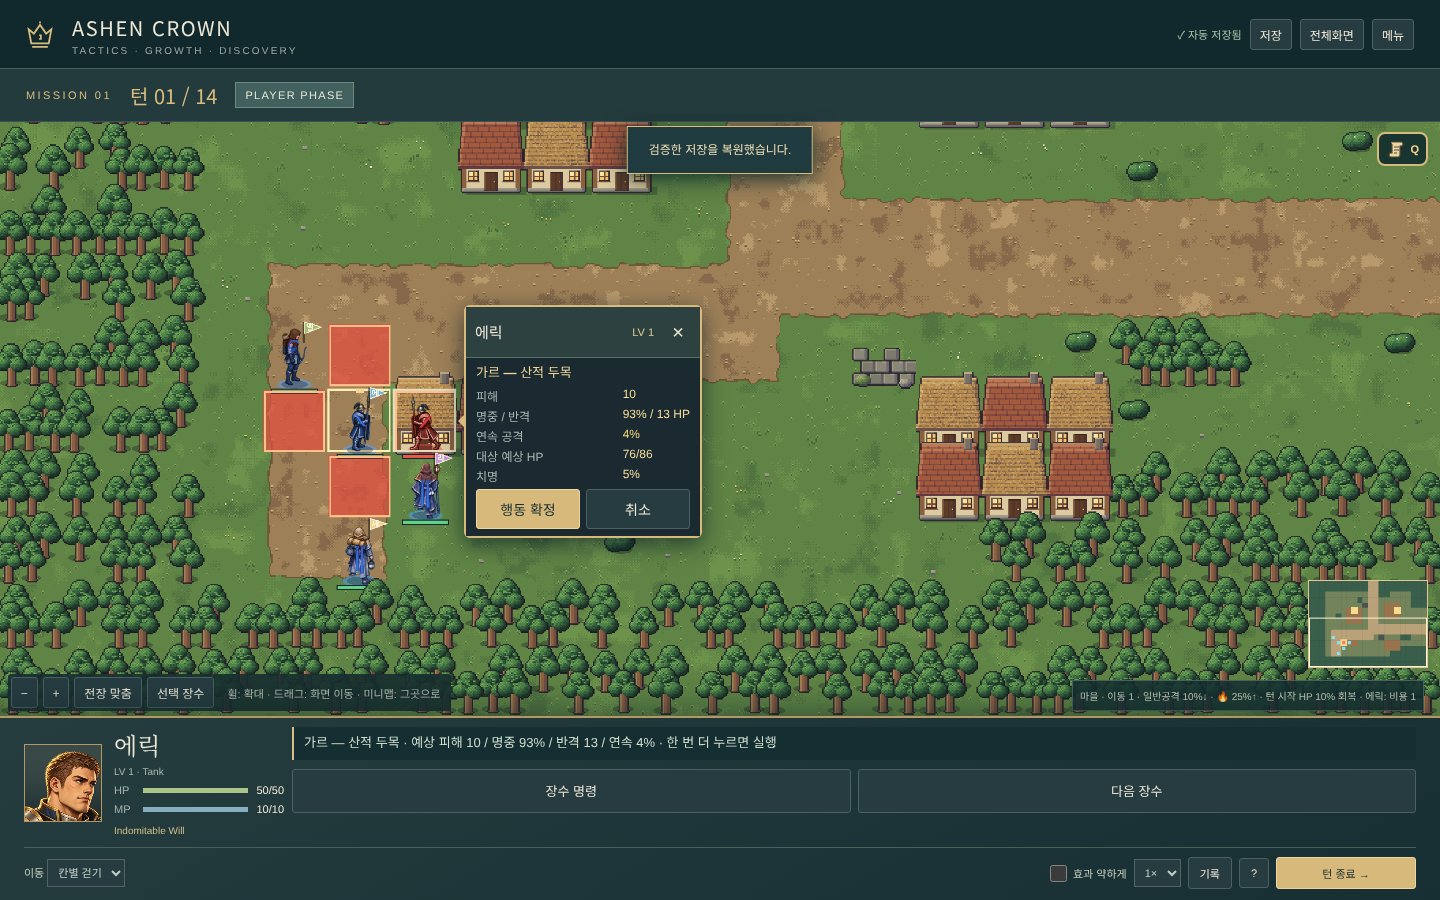 ASHEN CROWN
TACTICS · GROWTH · DISCOVERY
✓ 자동 저장됨
저장
전체화면
메뉴
MISSION 01
턴 01 / 14
PLAYER PHASE
검증한 저장을 복원했습니다.
Q
에릭
LV 1
✕
가르 — 산적 두목
피해 10
명중 / 반격 93% / 13 HP
연속 공격 4%
대상 예상 HP 76/86
치명 5%
행동 확정
취소
−
+
전장 맞춤
선택 장수
휠: 확대 · 드래그: 화면 이동 · 미니맵: 그곳으로
마을 · 이동 1 · 일반공격 10%↓ · 🔥 25%↑ · 턴 시작 HP 10% 회복 · 에릭: 비용 1
에릭
LV 1 · Tank
HP 50/50
MP 10/10
Indomitable Will
가르 — 산적 두목 · 예상 피해 10 / 명중 93% / 반격 13 / 연속 4% · 한 번 더 누르면 실행
장수 명령
다음 장수
이동
칸별 걷기
효과 약하게
1×
기록
?
턴 종료 →